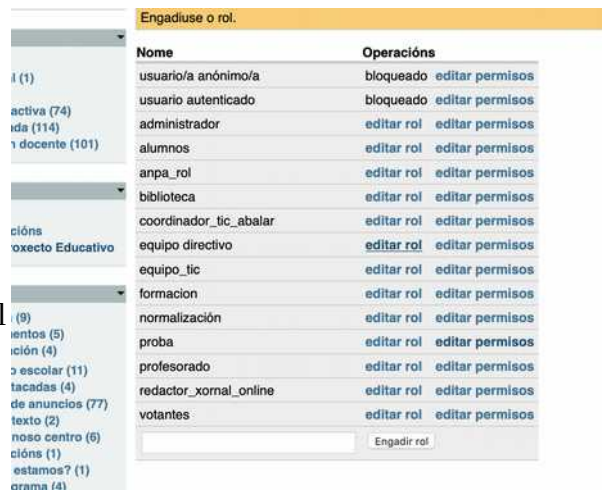 Engadiuse o rol.
Nome Operacións
usuario/a anónimo/a bloqueado editar permisos
usuario autenticado bloqueado editar permisos
administrador editar rol editar permisos
alumnos editar rol editar permisos
anpa_rol editar rol editar permisos
biblioteca editar rol editar permisos
coordinador_tic_abalar editar rol editar permisos
equipo directivo editar rol editar permisos
equipo_tic editar rol editar permisos
formacion editar rol editar permisos
normalización editar rol editar permisos
proba editar rol editar permisos
profesorado editar rol editar permisos
redactor_xornal_online editar rol editar permisos
votantes editar rol editar permisos
Engadir rol
(1)
activa (74)
ada (114)
n docente (101)
cións
roxecto Educativo
l
(9)
mentos (5)
ación (4)
o escolar (11)
tacadas (4)
de anuncios (77)
texto (2)
noso centro (6)
cións (1)
estamos? (1)
grama (4)